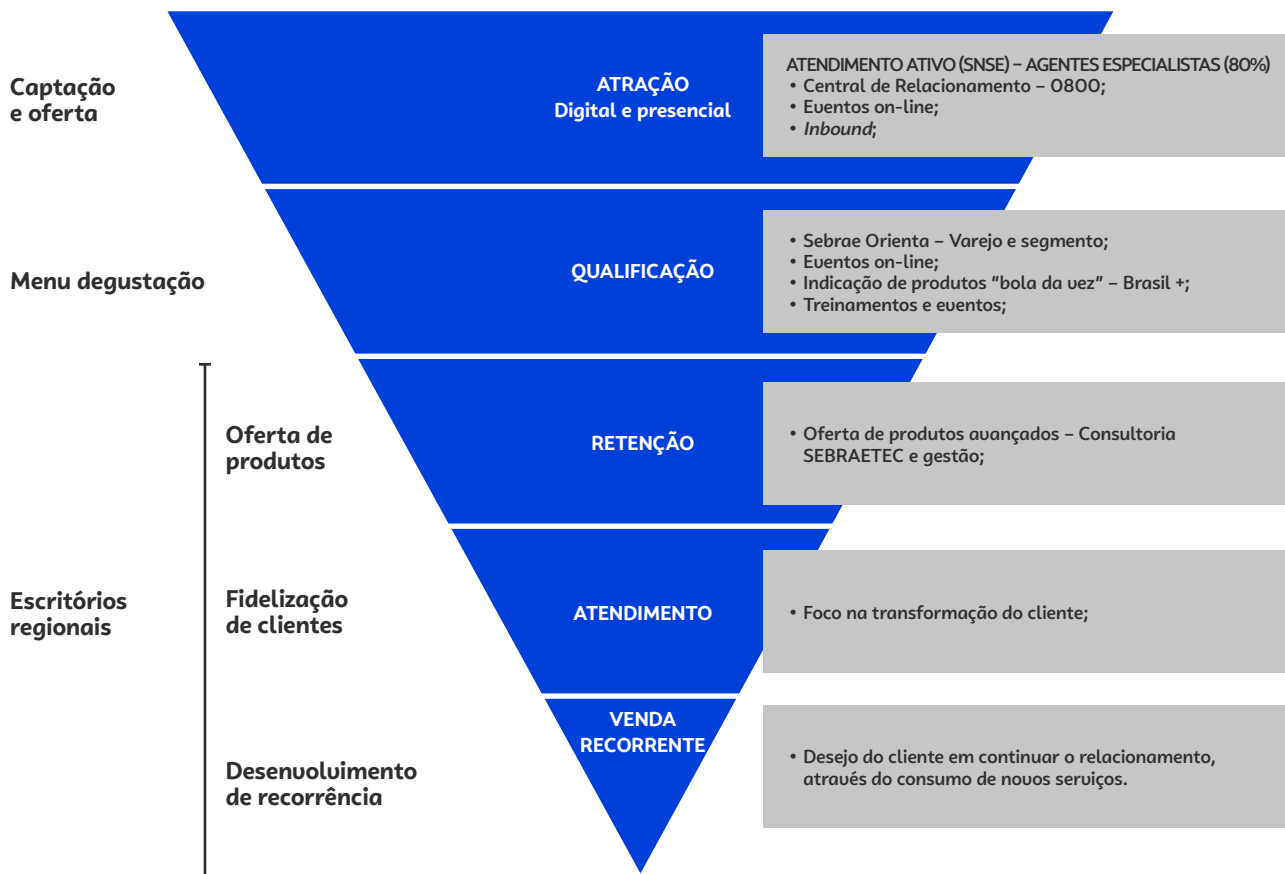 Captação
e oferta
ATRAÇÃO
Digital e presencial
ATENDIMENTO ATIVO (SNSE) – AGENTES ESPECIALISTAS (80%)
• Central de Relacionamento – 0800;
• Eventos on-line;
• Inbound;
Menu degustação
QUALIFICAÇÃO
• Sebrae Orienta – Varejo e segmento;
• Eventos on-line;
• Indicação de produtos "bola da vez" – Brasil +;
• Treinamentos e eventos;
Escritórios
regionais
Oferta de
produtos
RETENÇÃO
• Oferta de produtos avançados – Consultoria
SEBRAETEC e gestão;
Fidelização
de clientes
ATENDIMENTO
• Foco na transformação do cliente;
Desenvolvimento
de recorrência
VENDA
RECORRENTE
• Desejo do cliente em continuar o relacionamento,
através do consumo de novos serviços.